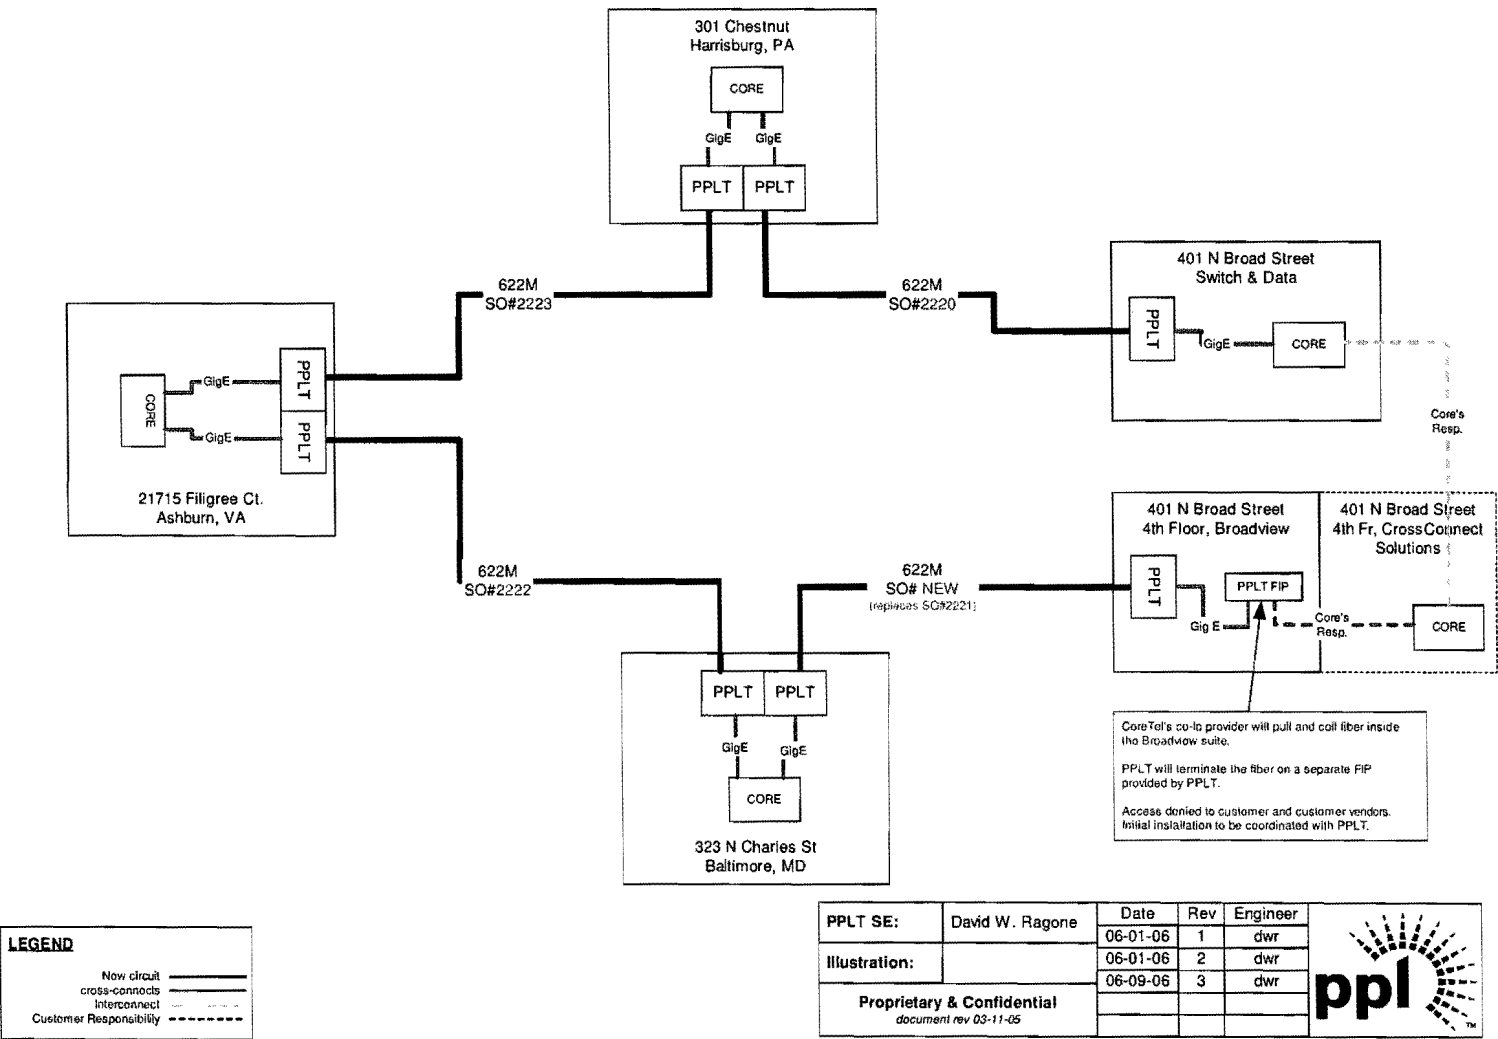 301 Chestnut
Harrisburg, PA
CORE
GigE GigE
PPLT PPLT
622M
SO#2223
622M
SO#2220
401 N Broad Street
Switch & Data
PPLT
GigE
CORE
Core's
Resp.
PPLT
PPLT
GigE
GigE
CORE
21715 Filigree Ct.
Ashburn, VA
622M
SO#2222
622M
SO# NEW
(replaces SO#2221)
401 N Broad Street
4th Floor, Broadview
PPLT
Gig E
PPLT FIP
Core's
Resp.
401 N Broad Street
4th Fr, CrossConnect
Solutions
CORE
CoreTel's co-lo provider will pull and coil fiber inside
the Broadview suite.
PPLT will terminate the fiber on a separate FIP
provided by PPLT.
Access denied to customer and customer vendors.
Initial installation to be coordinated with PPLT.
PPLT PPLT
GigE GigE
CORE
323 N Charles St
Baltimore, MD
LEGEND
New circuit
cross-connects
Interconnect
Customer Responsibility
PPLT SE: David W. Ragone
Illustration:
Proprietary & Confidential
document rev 03-11-05
Date Rev Engineer
06-01-06 1 dwr
06-01-06 2 dwr
06-09-06 3 dwr
ppl
TM